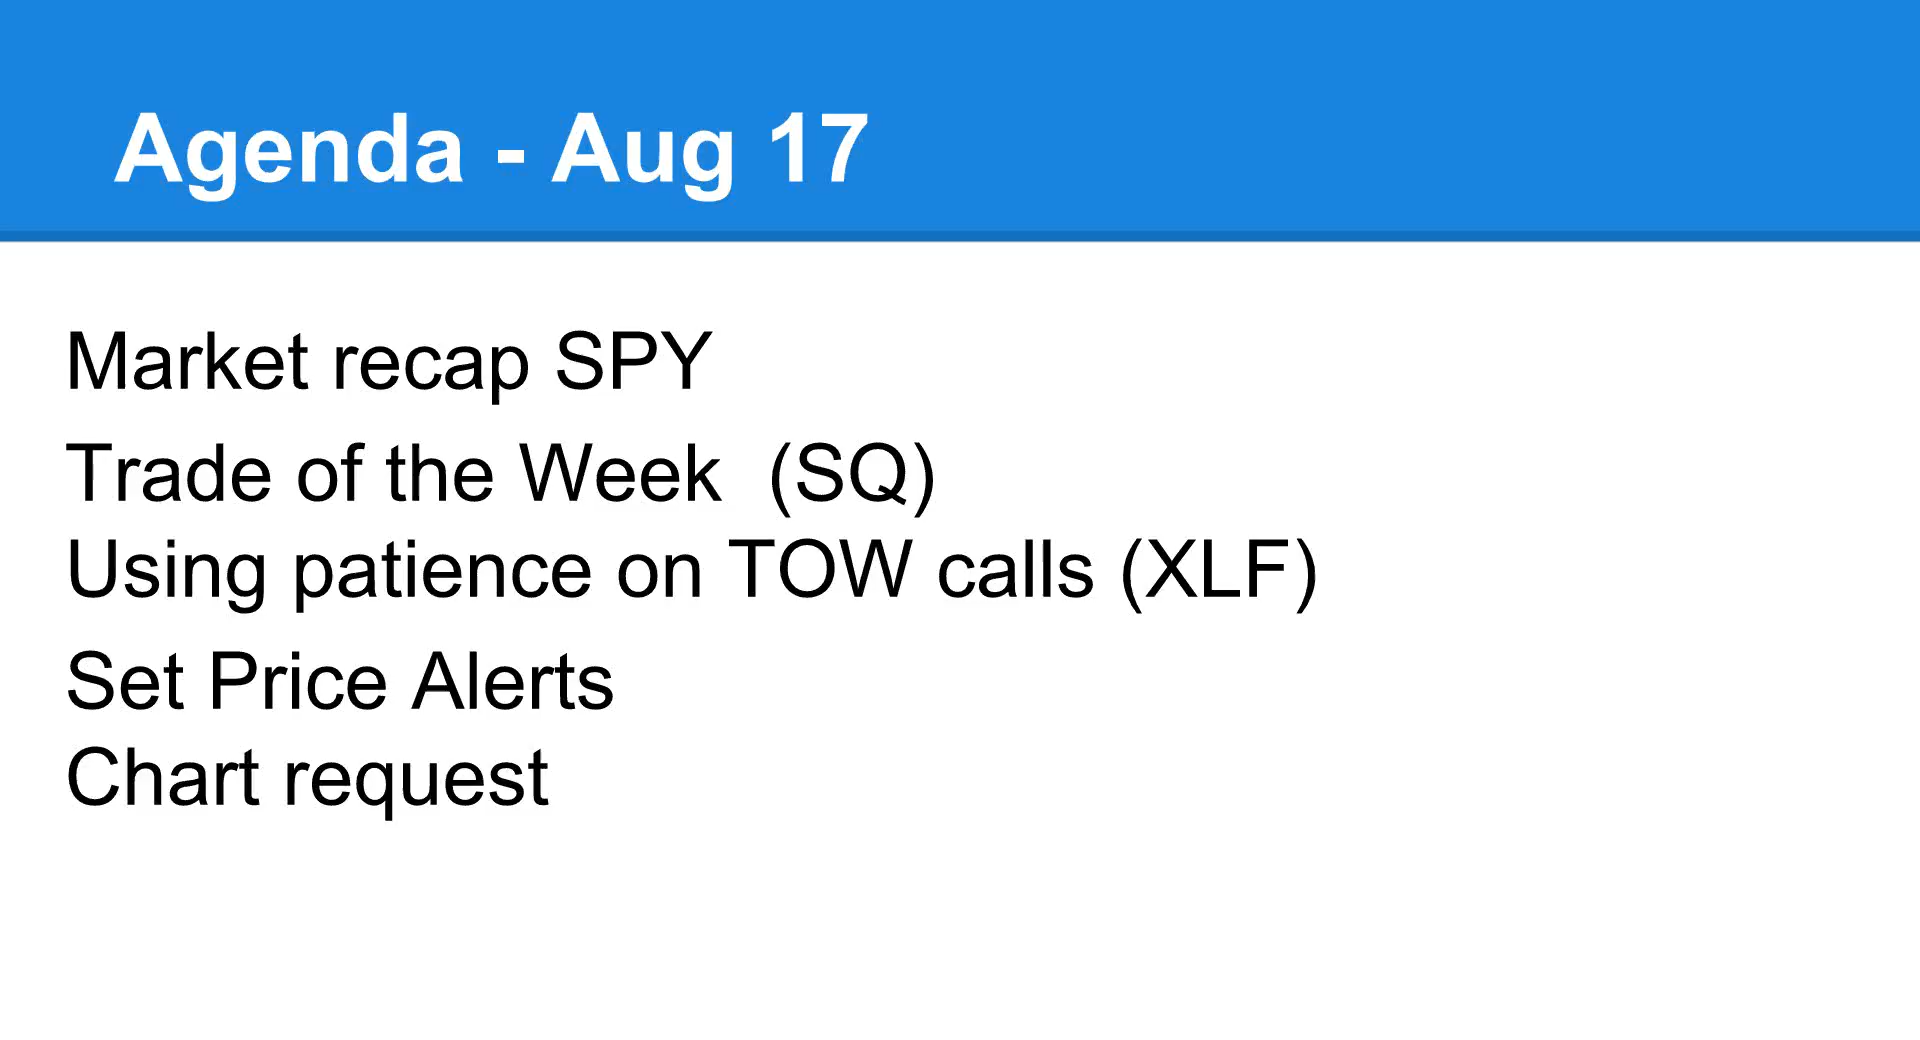 Agenda - Aug 17
Market recap SPY
Trade of the Week  (SQ)
Using patience on TOW calls (XLF)
Set Price Alerts
Chart request